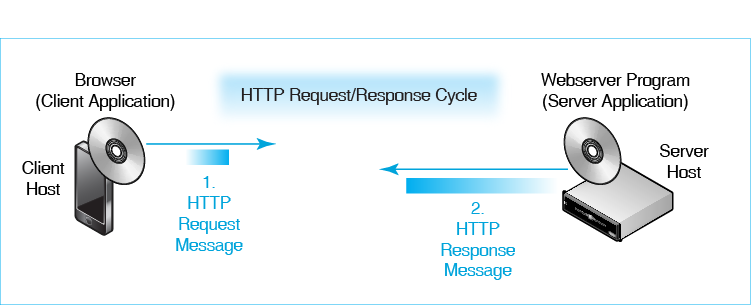 Browser
(Client Application)
HTTP Request/Response Cycle
Webserver Program
(Server Application)
Client
Host
Server
Host
1.
HTTP
Request
Message
2.
HTTP
Response
Message